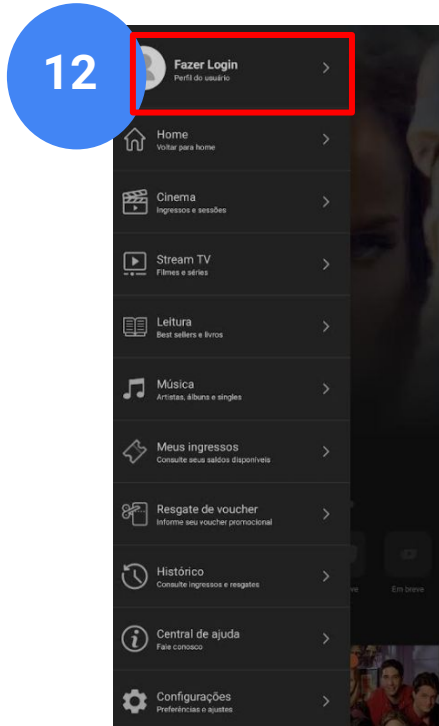 12
Fazer Login
Perfil do usuário
Home
Voltar para home
Cinema
Ingressos e sessões
Stream TV
Filmes e séries
Leitura
Best sellers e livros
Música
Artistas, álbuns e singles
Meus ingressos
Consulte seus saldos disponíveis
Resgate de voucher
Informe seu voucher promocional
Histórico
Consulte ingressos e resgates
ve
Em breve
Central de ajuda
Fale conosco
Configurações
Preferências e ajustes